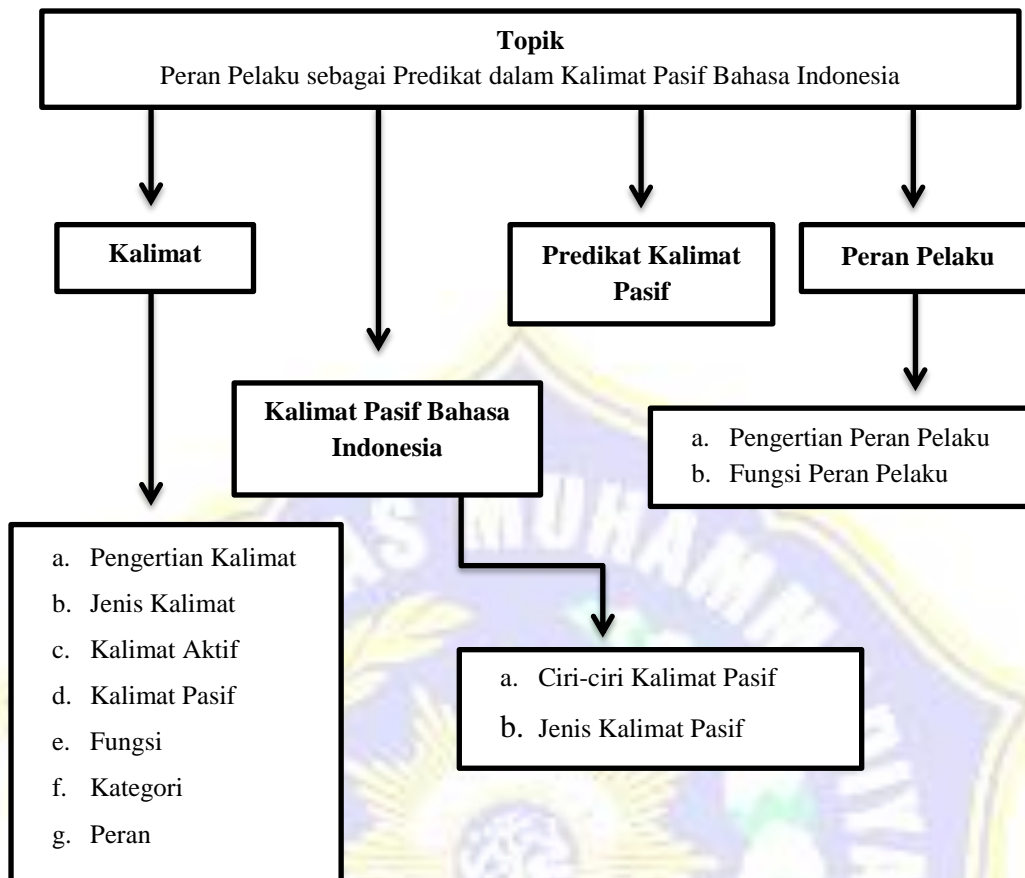 Topik
Peran Pelaku sebagai Predikat dalam Kalimat Pasif Bahasa Indonesia
Kalimat
Predikat Kalimat
Pasif
Peran Pelaku
Kalimat Pasif Bahasa
Indonesia
a. Pengertian Peran Pelaku
b. Fungsi Peran Pelaku
a. Pengertian Kalimat
b. Jenis Kalimat
c. Kalimat Aktif
d. Kalimat Pasif
e. Fungsi
f. Kategori
g. Peran
a. Ciri-ciri Kalimat Pasif
b. Jenis Kalimat Pasif